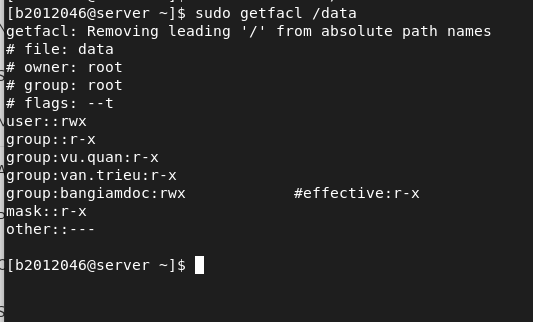 [b2012046@server ~]$ sudo getfacl /data
getfacl: Removing leading '/' from absolute path names
# file: data
# owner: root
# group: root
# flags: --t
user::rwx
group::r-x
group:vu.quan:r-x
group:van.trieu:r-x
group:bangiamdoc:rwx #effective:r-x
mask::r-x
other::---
[b2012046@server ~]$